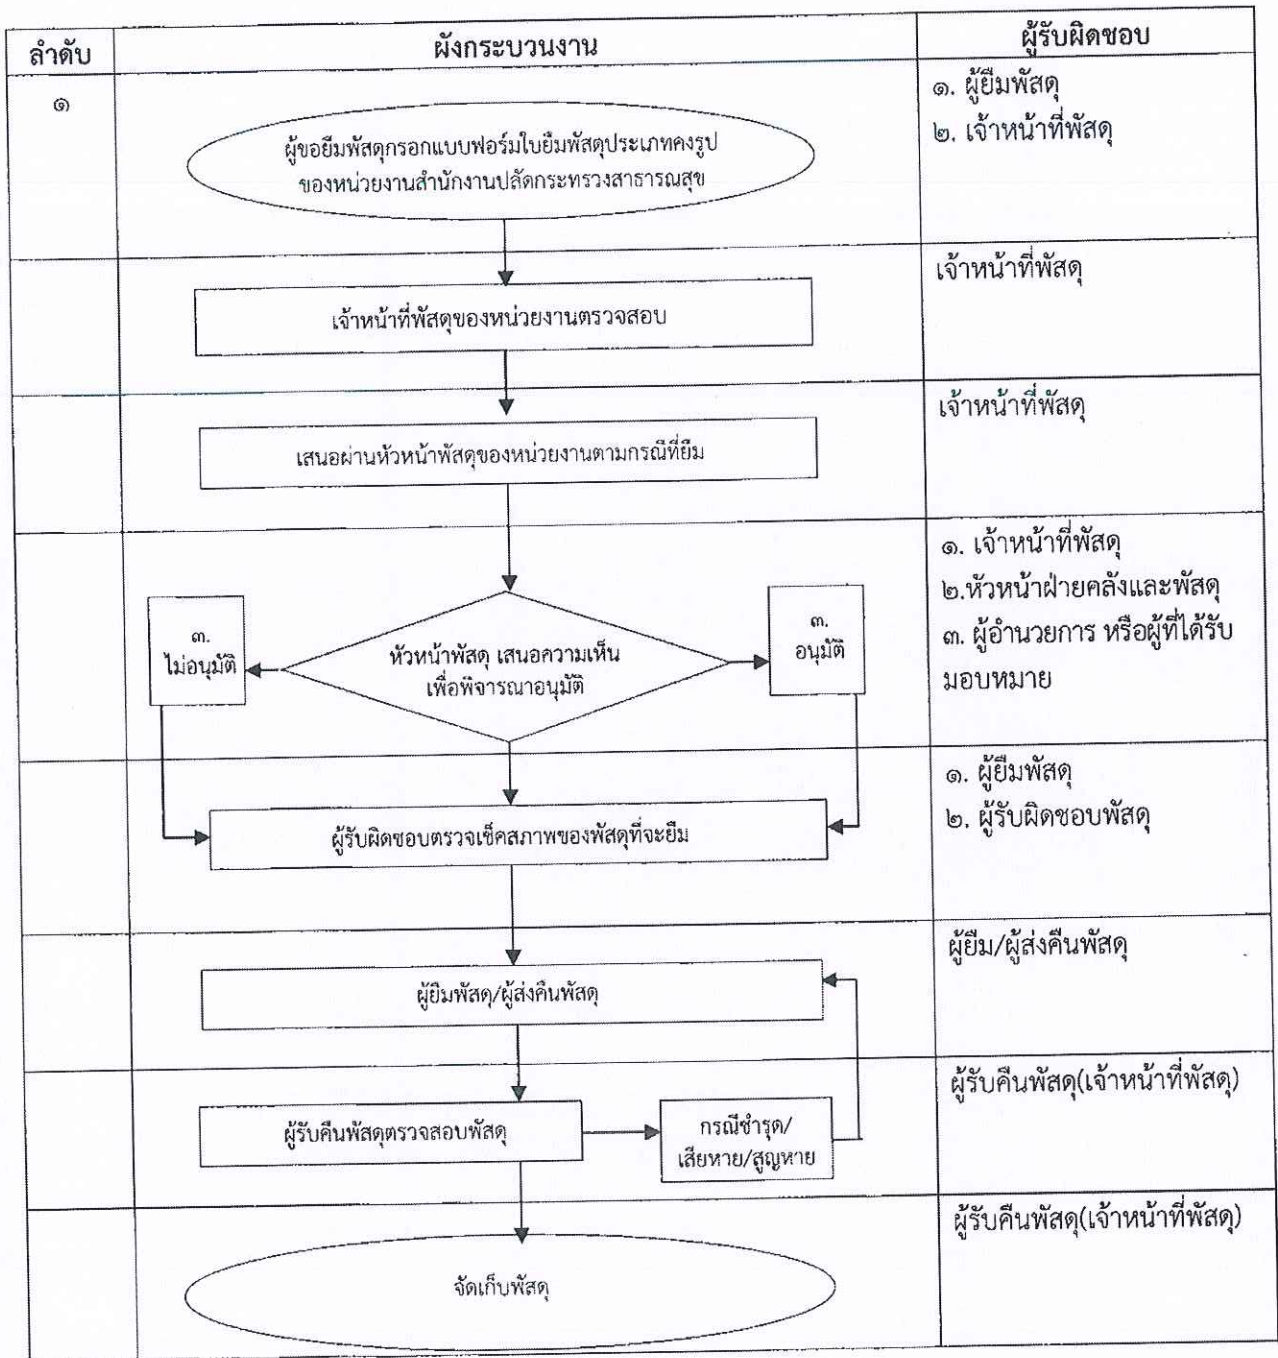 ลำดับ
ผังกระบวนงาน
ผู้รับผิดชอบ
๑
ผู้ขอยืมพัสดุกรอกแบบฟอร์มใบยืมพัสดุประเภทคงรูป
ของหน่วยงานสำนักงานปลัดกระทรวงสาธารณสุข
๑. ผู้ยืมพัสดุ
๒. เจ้าหน้าที่พัสดุ
เจ้าหน้าที่พัสดุของหน่วยงานตรวจสอบ
เจ้าหน้าที่พัสดุ
เสนอผ่านหัวหน้าพัสดุของหน่วยงานตามกรณีที่ยืม
เจ้าหน้าที่พัสดุ
๓.
ไม่อนุมัติ
หัวหน้าพัสดุ เสนอความเห็น
เพื่อพิจารณาอนุมัติ
๓.
อนุมัติ
๑. เจ้าหน้าที่พัสดุ
๒.หัวหน้าฝ่ายคลังและพัสดุ
๓. ผู้อำนวยการ หรือผู้ที่ได้รับ
มอบหมาย
ผู้รับผิดชอบตรวจเช็คสภาพของพัสดุที่จะยืม
๑. ผู้ยืมพัสดุ
๒. ผู้รับผิดชอบพัสดุ
ผู้ยืมพัสดุ/ผู้ส่งคืนพัสดุ
ผู้ยืม/ผู้ส่งคืนพัสดุ
ผู้รับคืนพัสดุตรวจสอบพัสดุ
กรณีชำรุด/
เสียหาย/สูญหาย
ผู้รับคืนพัสดุ(เจ้าหน้าที่พัสดุ)
จัดเก็บพัสดุ
ผู้รับคืนพัสดุ(เจ้าหน้าที่พัสดุ)